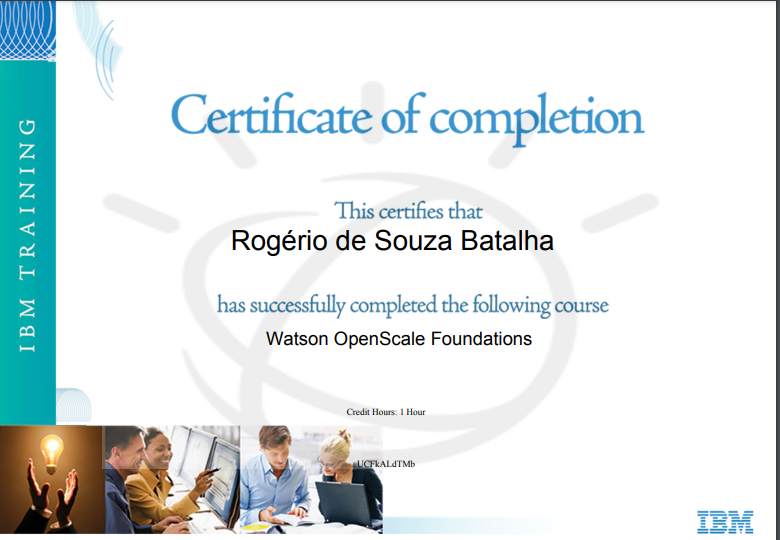 IBM TRAINING
Certificate of completion
This certifies that
Rogério de Souza Batalha
has successfully completed the following course
Watson OpenScale Foundations
Credit Hours: 1 Hour
IBM